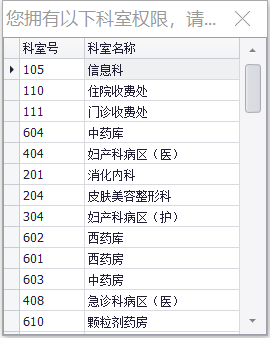 您拥有以下科室权限，请...
科室号 科室名称
105 信息科
110 住院收费处
111 门诊收费处
604 中药库
404 妇产科病区（医）
201 消化内科
204 皮肤美容整形科
304 妇产科病区（护）
602 西药库
601 西药房
603 中药房
408 急诊科病区（医）
610 颗粒剂药房